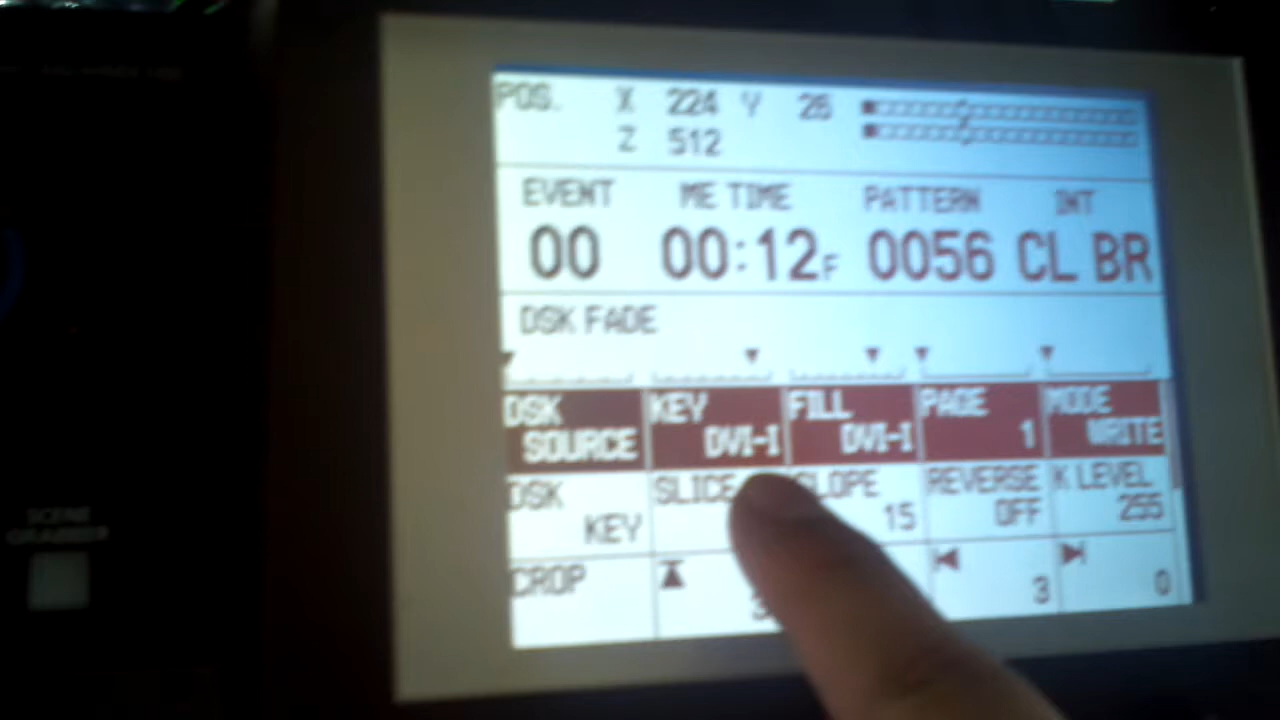 POS. X 224 Y 26
Z 512
EVENT ME TIME PATTERN INT
00 00:12F 0056 CL BR
DSK FADE
DSK KEY FILL PAGE MODE
SOURCE DVI-I DVI-I 1 WRITE
DSK SLICE SLOPE REVERSE K LEVEL
KEY 15 OFF 255
CROP
3 0
SCENE
GRABBER